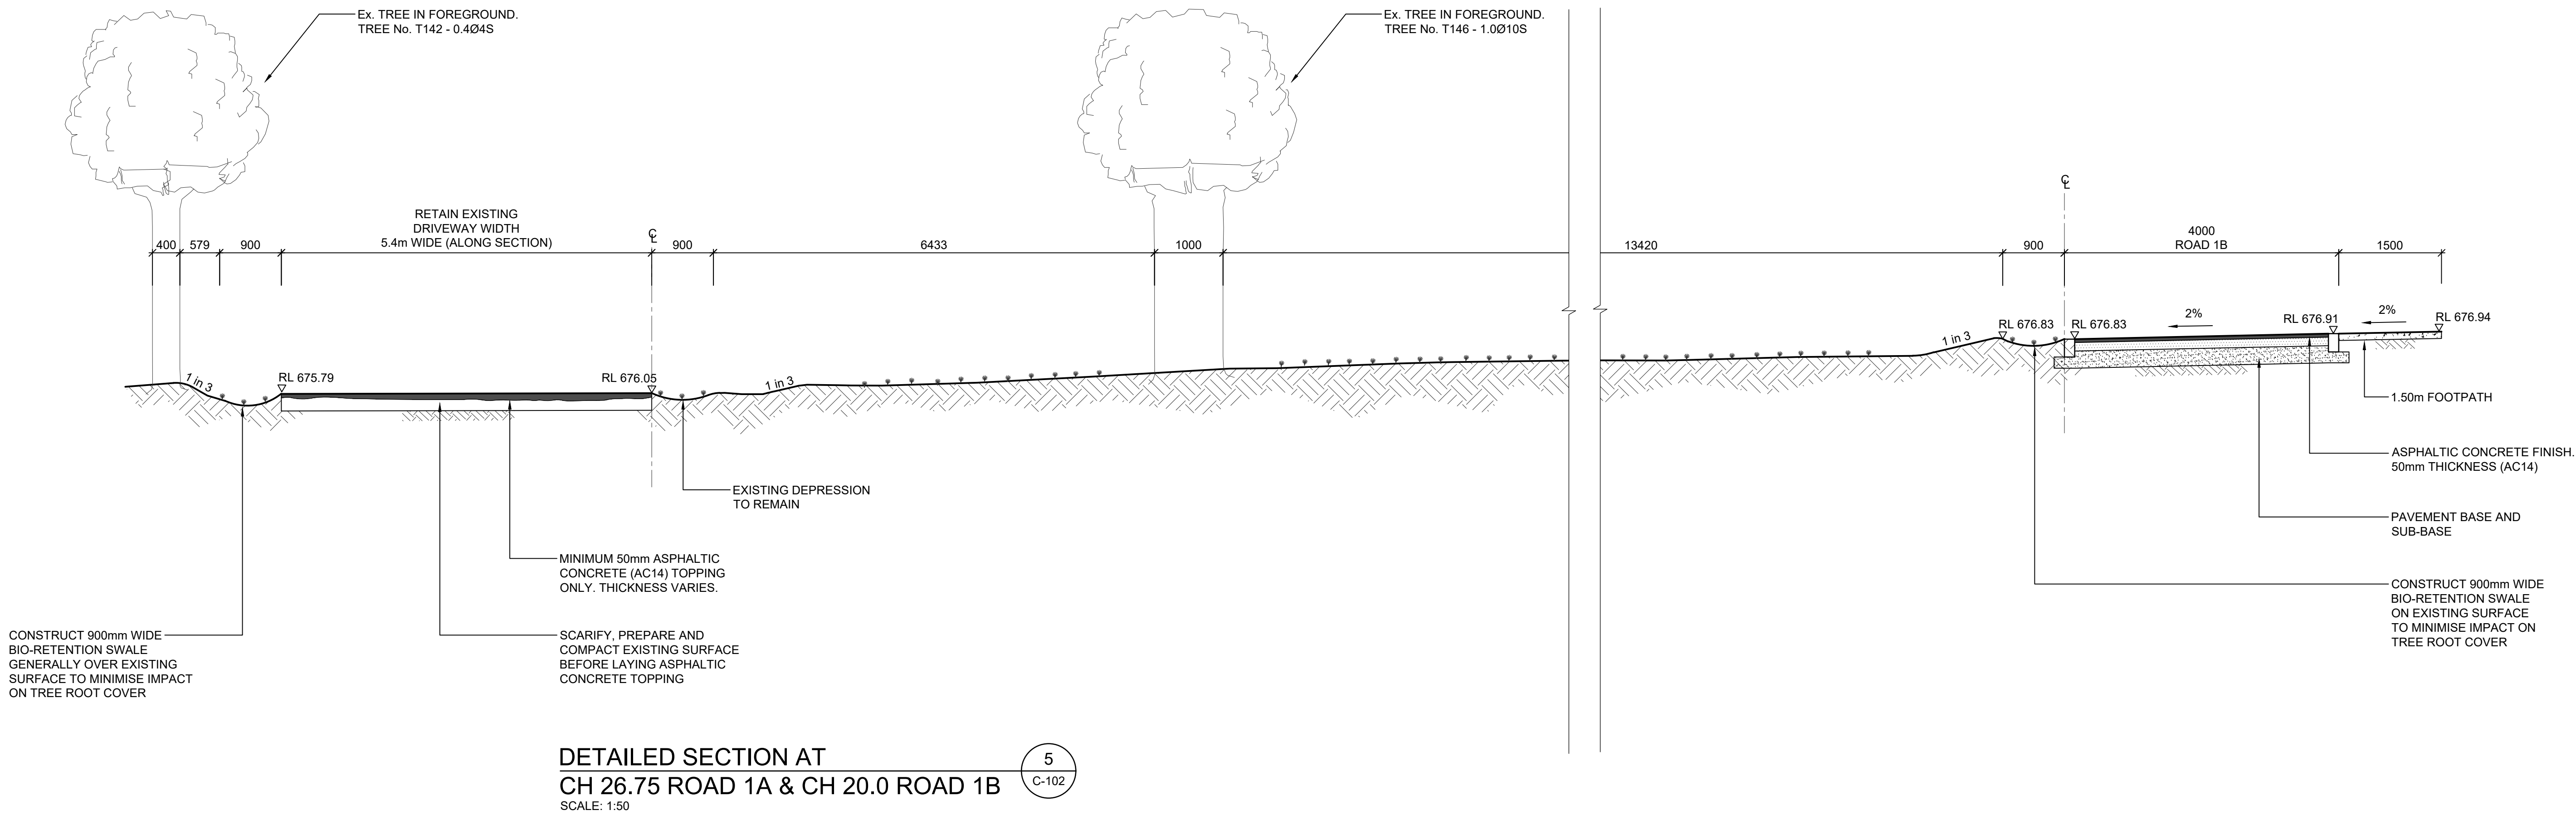 Ex. TREE IN FOREGROUND.
TREE No. T142 - 0.4Ø4S
Ex. TREE IN FOREGROUND.
TREE No. T146 - 1.0Ø10S
RETAIN EXISTING
DRIVEWAY WIDTH
5.4m WIDE (ALONG SECTION)
400
579
900
℄
900
6433
1000
13420
900
℄
4000
ROAD 1B
1500
1 in 3
RL 675.79
RL 676.05
1 in 3
1 in 3
RL 676.83
RL 676.83
2%
RL 676.91
2%
RL 676.94
1.50m FOOTPATH
ASPHALTIC CONCRETE FINISH.
50mm THICKNESS (AC14)
PAVEMENT BASE AND
SUB-BASE
CONSTRUCT 900mm WIDE
BIO-RETENTION SWALE
ON EXISTING SURFACE
TO MINIMISE IMPACT ON
TREE ROOT COVER
EXISTING DEPRESSION
TO REMAIN
MINIMUM 50mm ASPHALTIC
CONCRETE (AC14) TOPPING
ONLY. THICKNESS VARIES.
SCARIFY, PREPARE AND
COMPACT EXISTING SURFACE
BEFORE LAYING ASPHALTIC
CONCRETE TOPPING
CONSTRUCT 900mm WIDE
BIO-RETENTION SWALE
GENERALLY OVER EXISTING
SURFACE TO MINIMISE IMPACT
ON TREE ROOT COVER
DETAILED SECTION AT
CH 26.75 ROAD 1A & CH 20.0 ROAD 1B
SCALE: 1:50
5
C-102